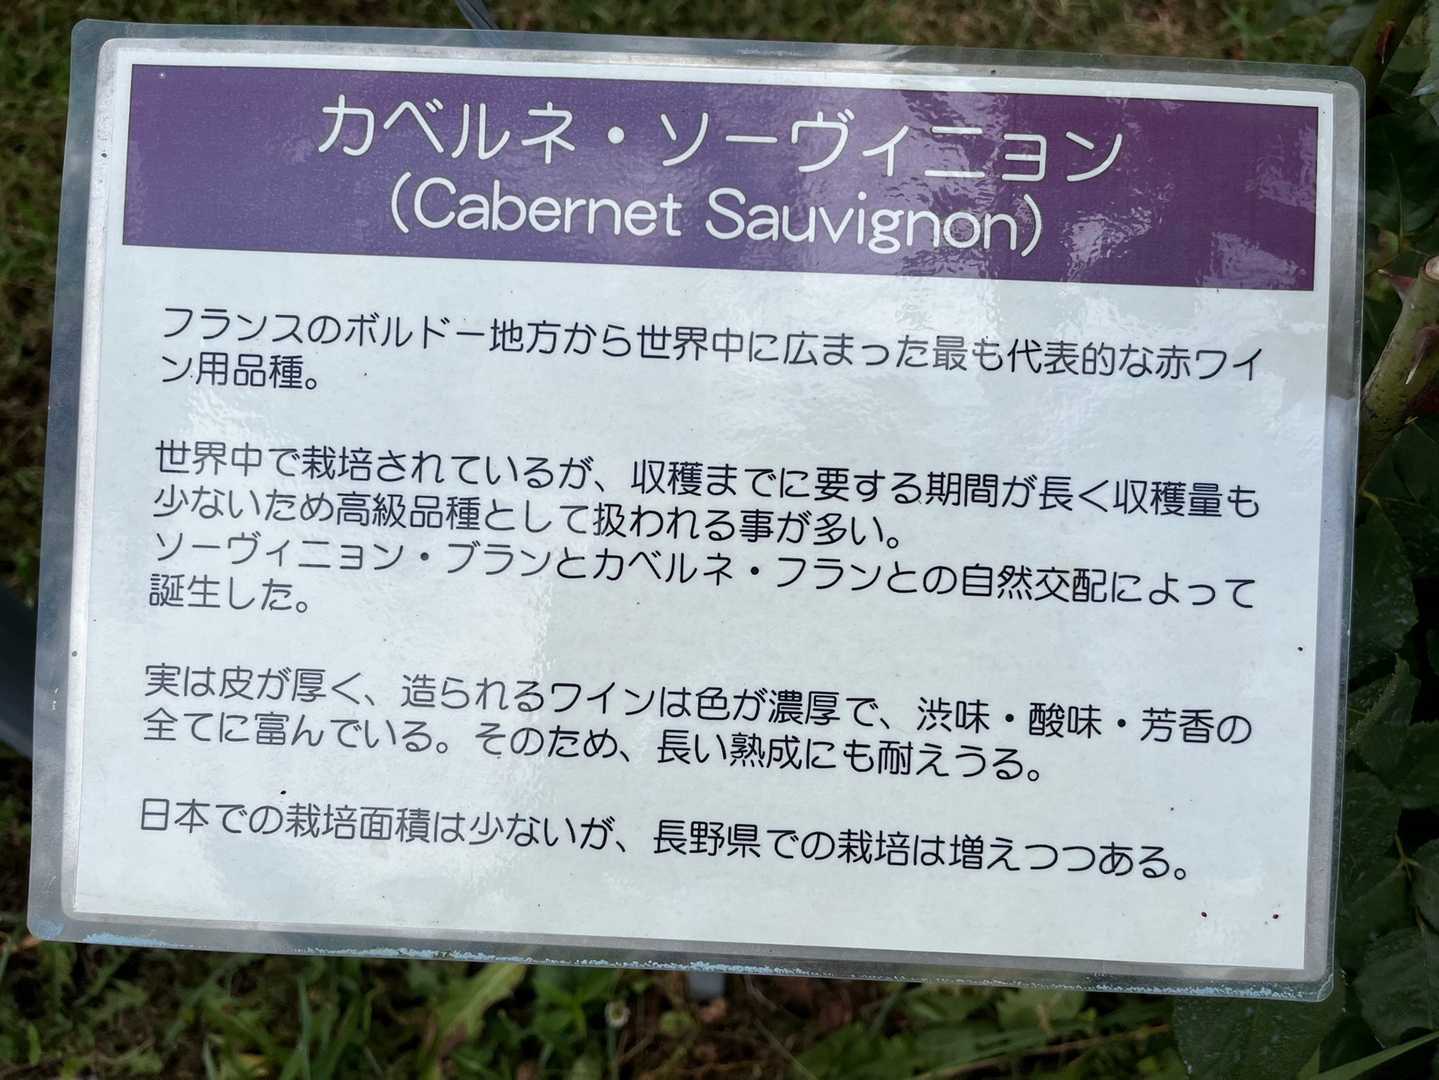 カベルネ・ソーヴィニヨン
(Cabernet Sauvignon)
フランスのボルドー地方から世界中に広まった最も代表的な赤ワイ
ン用品種。
世界中で栽培されているが、収穫までに要する期間が長く収穫量も
少ないため高級品種として扱われる事が多い。
ソーヴィニヨン・ブランとカベルネ・フランとの自然交配によって
誕生した。
実は皮が厚く、造られるワインは色が濃厚で、渋味・酸味・芳香の
全てに富んでいる。そのため、長い熟成にも耐えうる。
日本での栽培面積は少ないが、長野県での栽培は増えつつある。